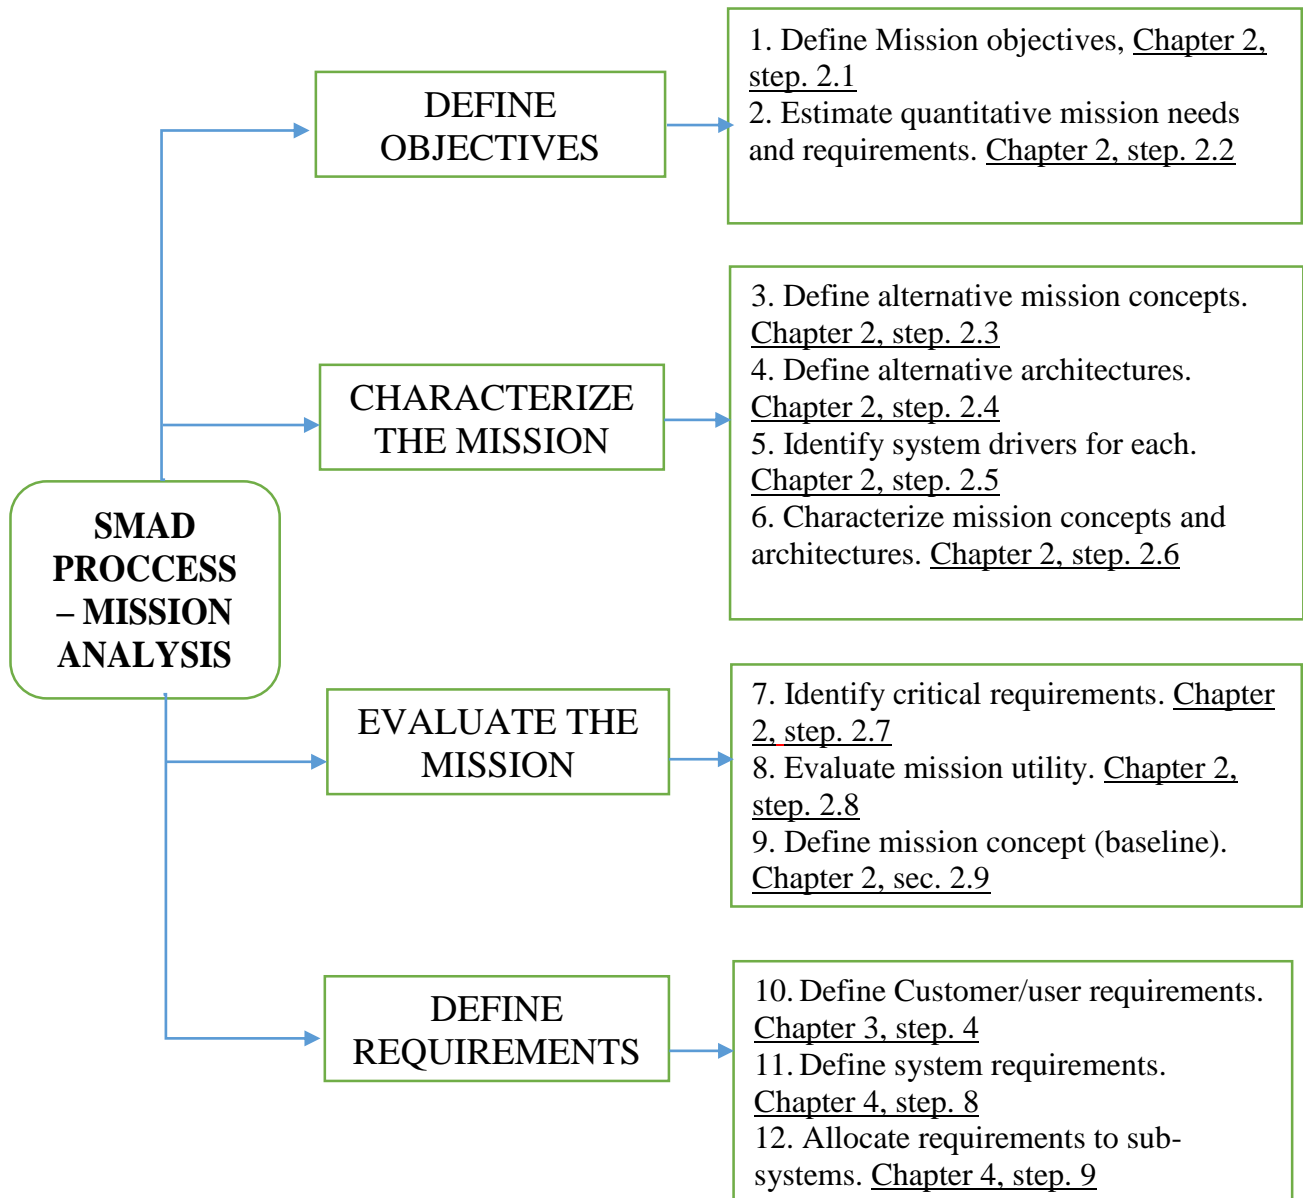 DEFINE
OBJECTIVES
1. Define Mission objectives, Chapter 2,
step. 2.1
2. Estimate quantitative mission needs
and requirements. Chapter 2, step. 2.2
CHARACTERIZE
THE MISSION
3. Define alternative mission concepts.
Chapter 2, step. 2.3
4. Define alternative architectures.
Chapter 2, step. 2.4
5. Identify system drivers for each.
Chapter 2, step. 2.5
6. Characterize mission concepts and
architectures. Chapter 2, step. 2.6
SMAD
PROCCESS
– MISSION
ANALYSIS
EVALUATE THE
MISSION
7. Identify critical requirements. Chapter
2, step. 2.7
8. Evaluate mission utility. Chapter 2,
step. 2.8
9. Define mission concept (baseline).
Chapter 2, sec. 2.9
DEFINE
REQUIREMENTS
10. Define Customer/user requirements.
Chapter 3, step. 4
11. Define system requirements.
Chapter 4, step. 8
12. Allocate requirements to sub-
systems. Chapter 4, step. 9